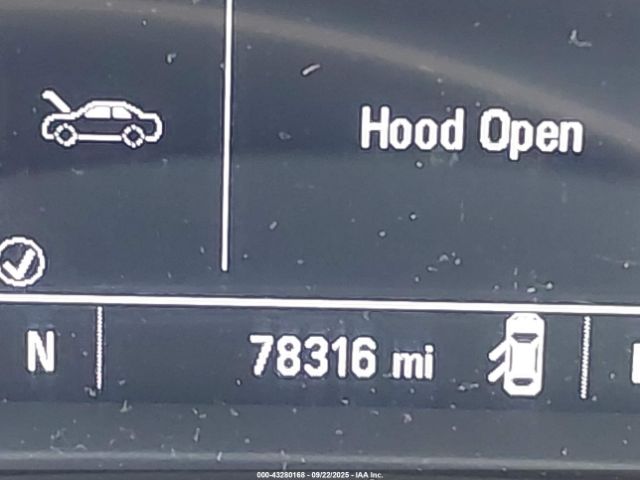 Hood Open
N
78316 mi
000-43280168 - 09/22/2025 - IAA Inc.